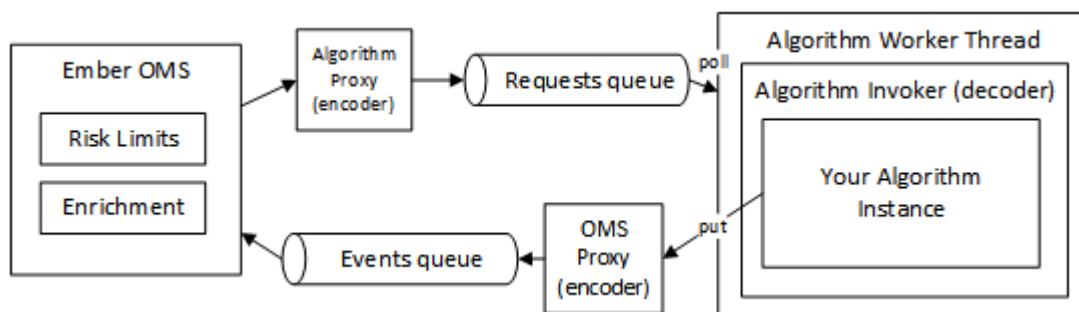 Ember OMS
Risk Limits
Enrichment
Algorithm
Proxy
(encoder)
Requests queue
poll
Algorithm Worker Thread
Algorithm Invoker (decoder)
Your Algorithm
Instance
put
OMS
Proxy
(encoder)
Events queue